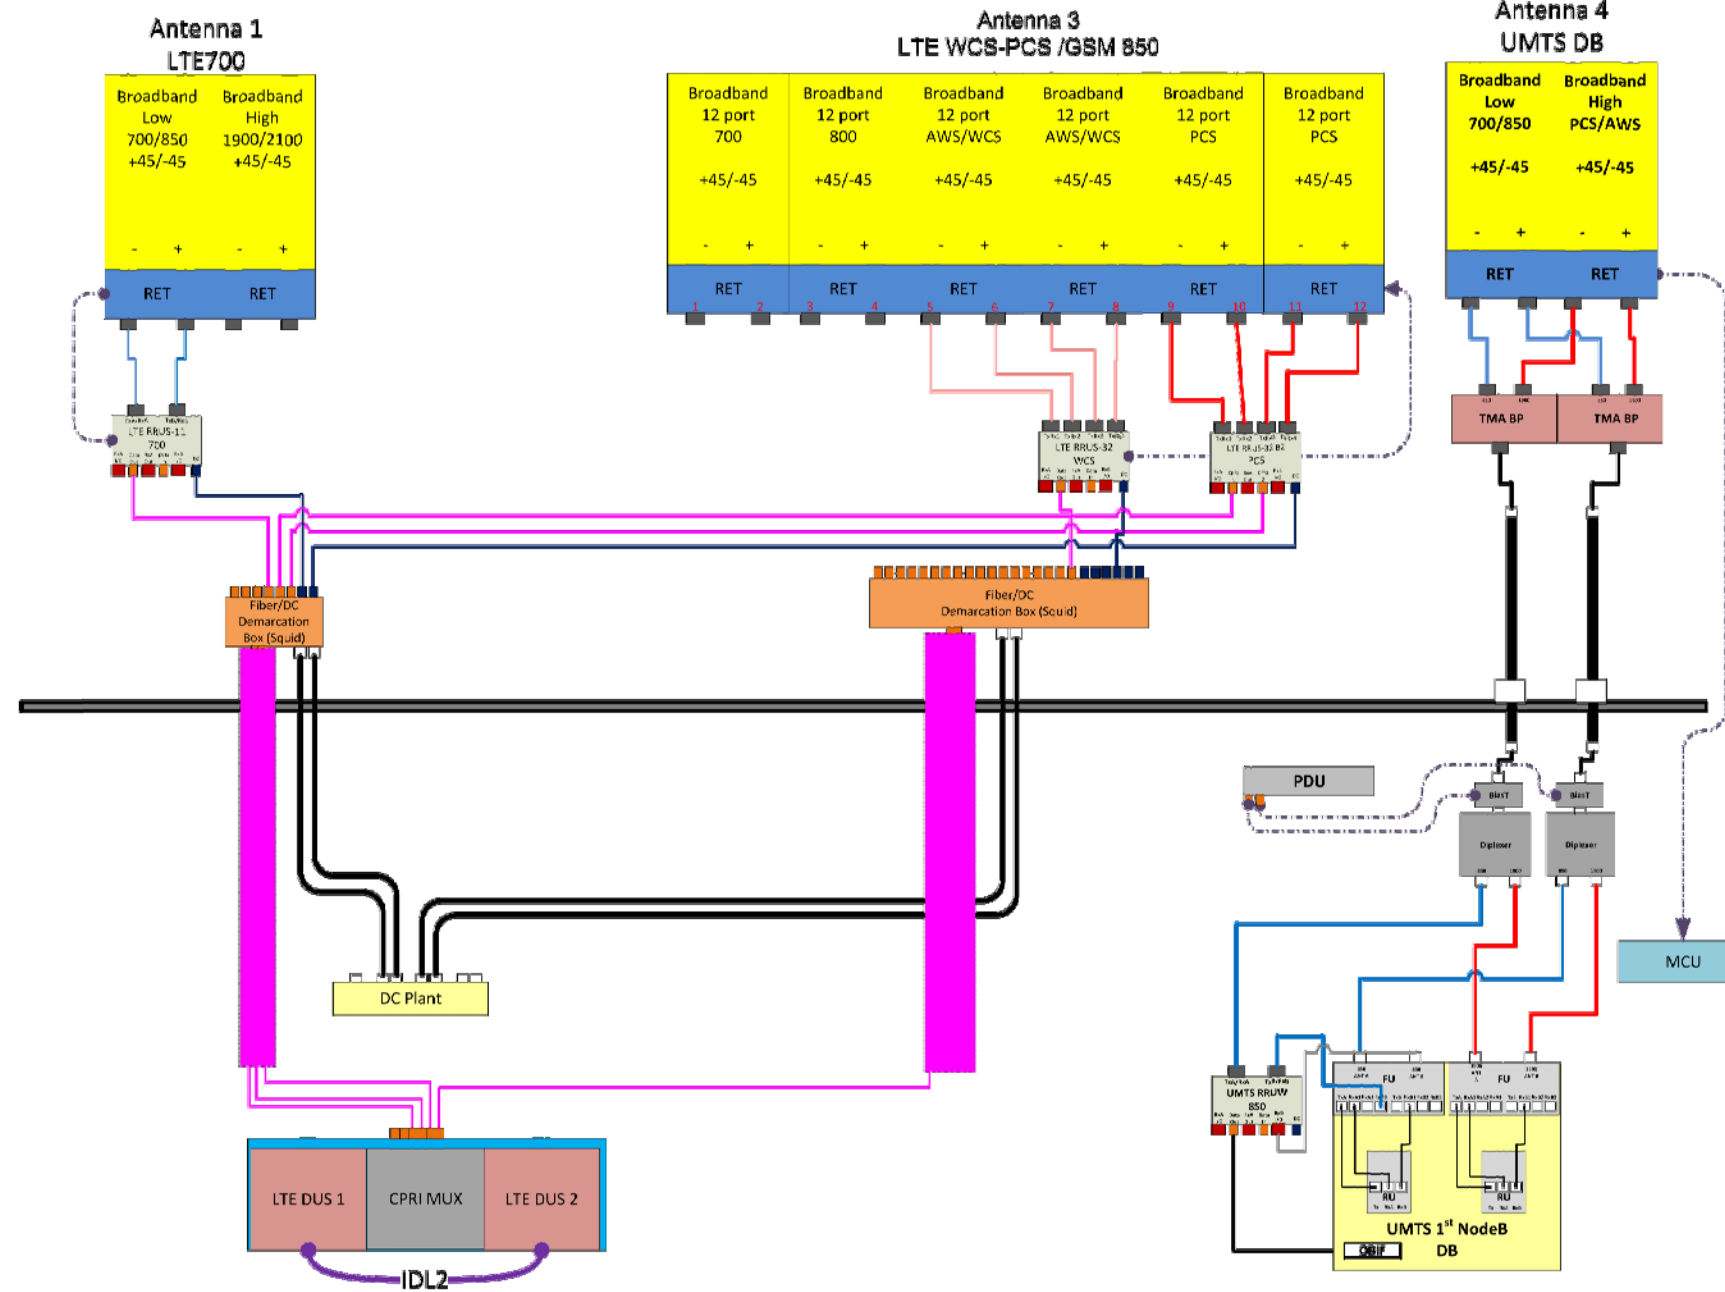 Antenna 1
LTE700
Broadband
Low
700/850
+45/-45
Broadband
High
1900/2100
+45/-45
- +
- +
RET
RET
LTE RRUS-11
700
Antenna 3
LTE WCS-PCS /GSM 850
Broadband
12 port
700
+45/-45
- +
Broadband
12 port
800
+45/-45
- +
Broadband
12 port
AWS/WCS
+45/-45
- +
Broadband
12 port
AWS/WCS
+45/-45
- +
Broadband
12 port
PCS
+45/-45
- +
Broadband
12 port
PCS
+45/-45
- +
RET
RET
RET
RET
RET
RET
1 2 3 4 5 6 7 8 9 10 11 12
LTE RRUS-32
WCS
LTE RRUS-32 B2
PCS
Antenna 4
UMTS DB
Broadband
Low
700/850
+45/-45
- +
Broadband
High
PCS/AWS
+45/-45
- +
RET
RET
TMA BP
TMA BP
Fiber/DC
Demarcation
Box (Squid)
Fiber/DC
Demarcation Box (Squid)
PDU
BiasT
BiasT
Diplexer
Diplexer
MCU
DC Plant
UMTS RRUW
850
FU
FU
RU
RU
UMTS 1st NodeB
DB
LTE DUS 1
CPRI MUX
LTE DUS 2
IDL2